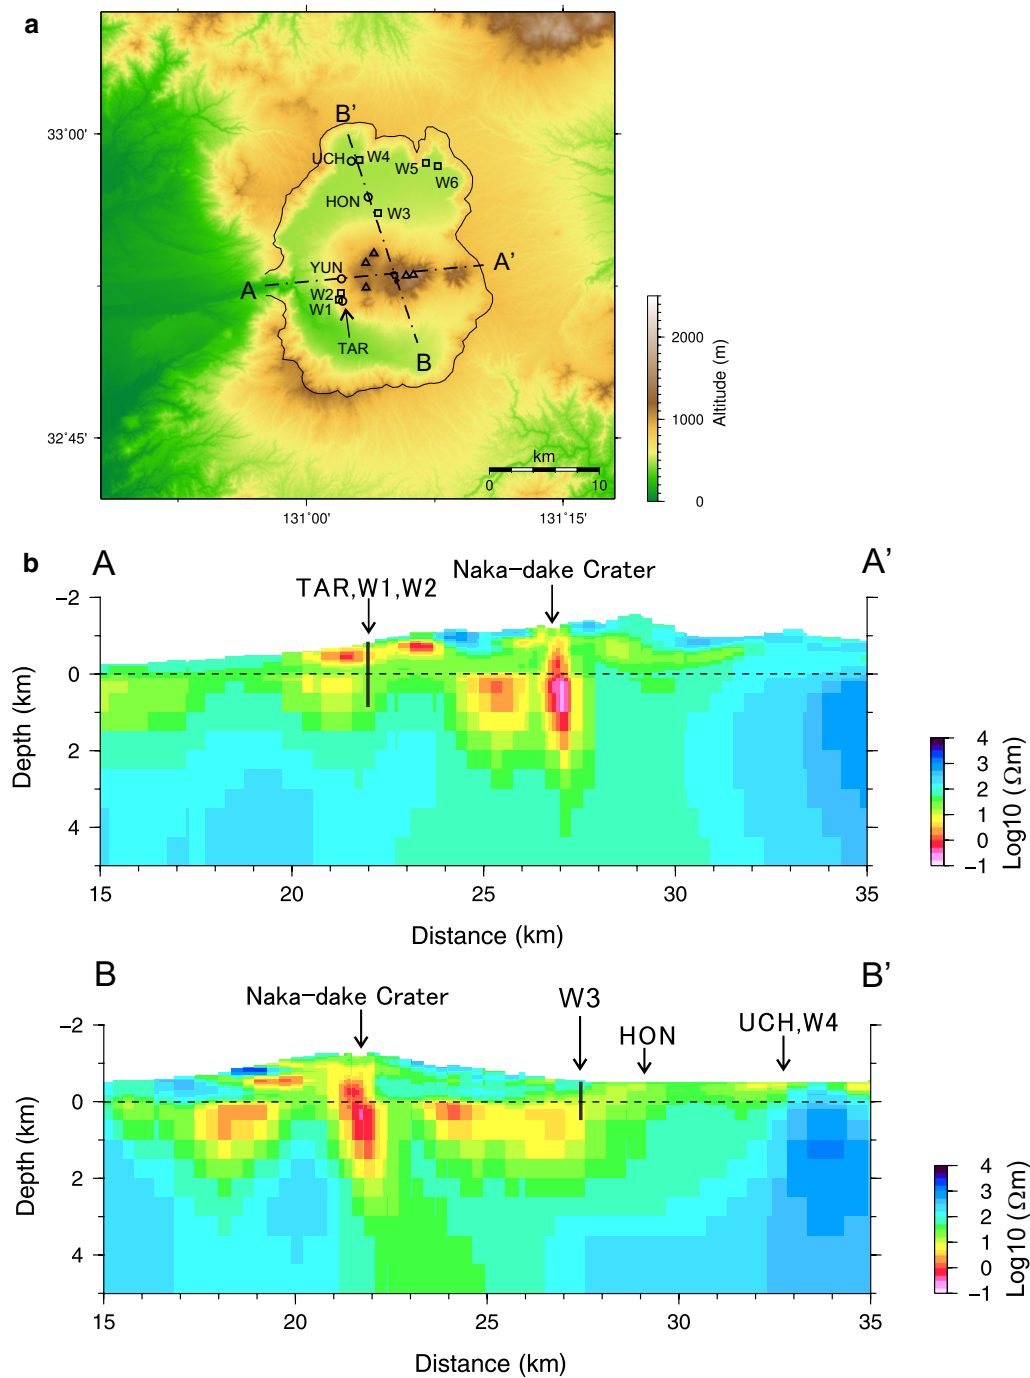 a
33°00'
32°45'
131°00'
131°15'
B'
UCH
W4
W5
W6
HON
W3
YUN
A'
A
W2
W1
TAR
B
km
0
10
2000
1000
0
Altitude (m)
b
A
A'
TAR,W1,W2
Naka-dake Crater
−2
0
2
4
Depth (km)
15
20
25
30
35
Distance (km)
4
3
2
1
0
−1
Log10 (Ωm)
B
B'
Naka-dake Crater
W3
HON
UCH,W4
−2
0
2
4
Depth (km)
15
20
25
30
35
Distance (km)
4
3
2
1
0
−1
Log10 (Ωm)